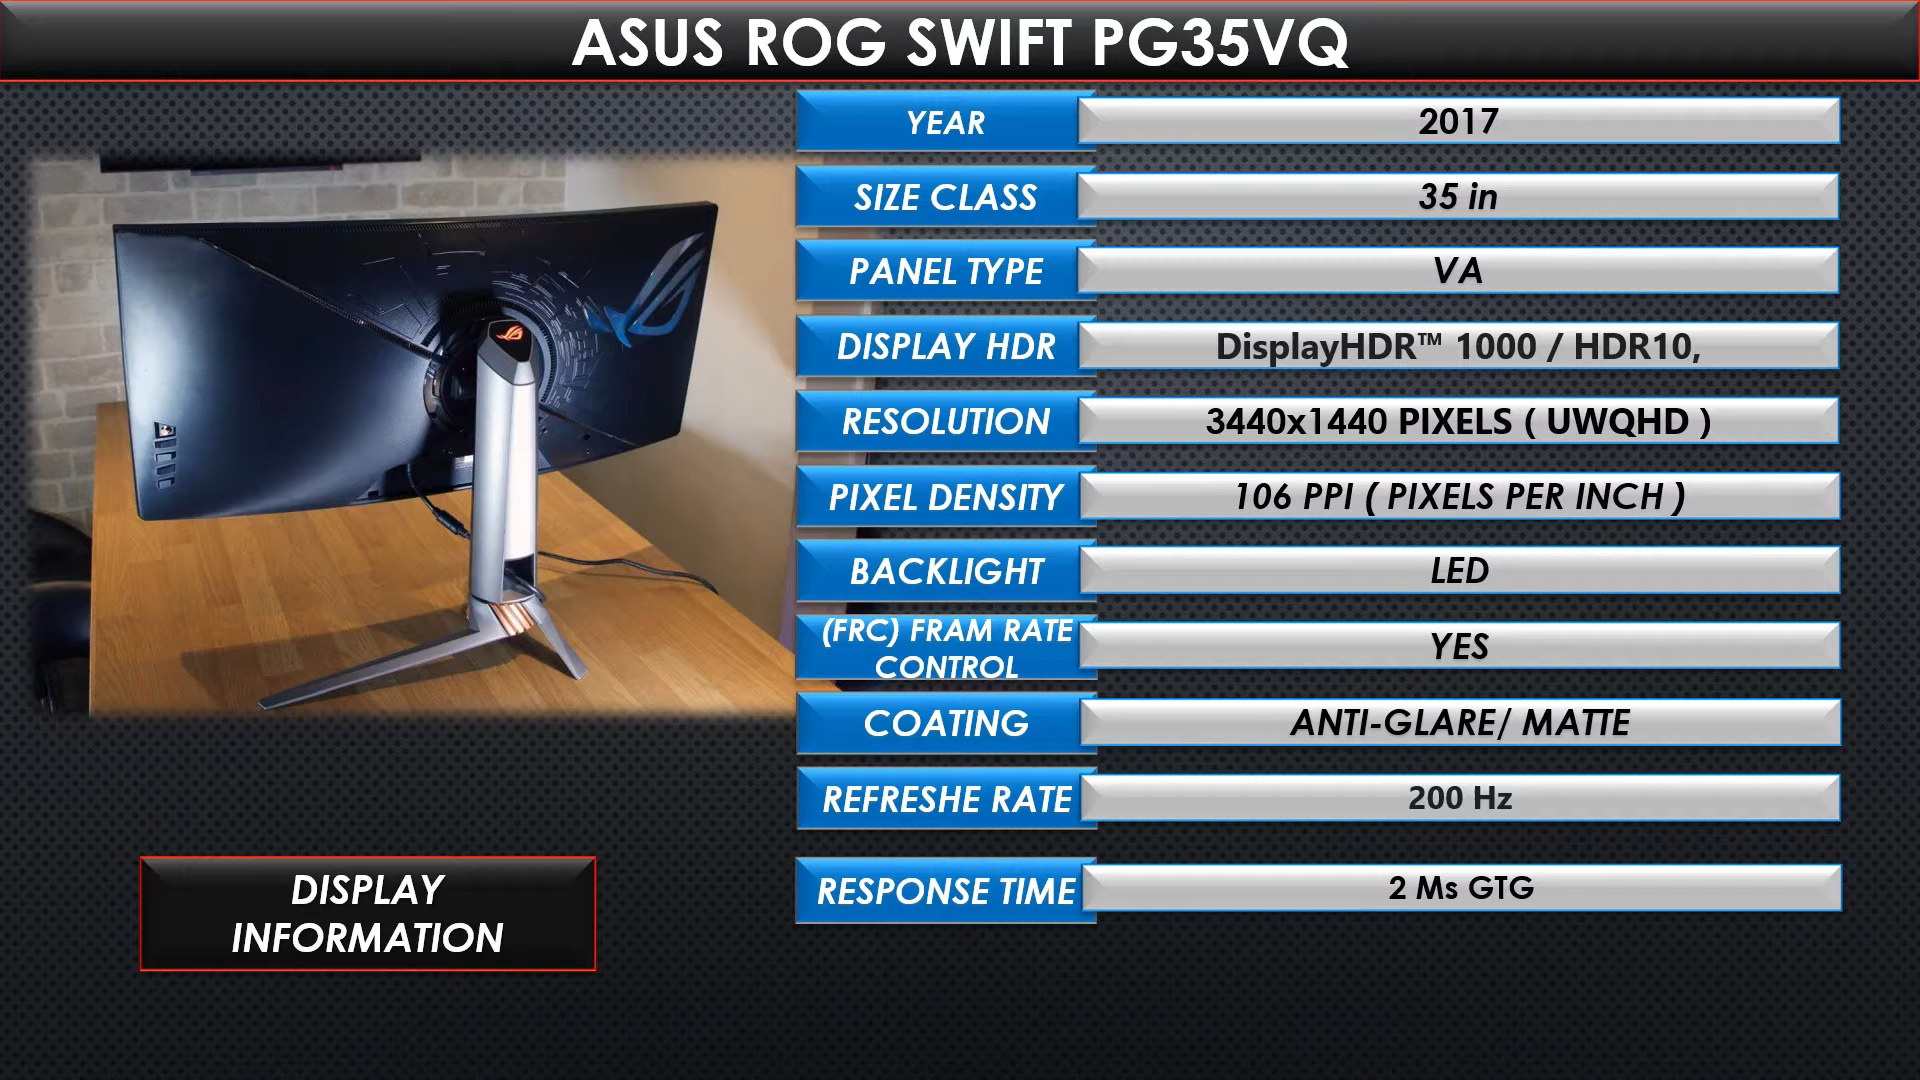 ASUS ROG SWIFT PG35VQ
YEAR
2017
SIZE CLASS
35 in
PANEL TYPE
VA
DISPLAY HDR
DisplayHDR™ 1000 / HDR10,
RESOLUTION
3440x1440 PIXELS ( UWQHD )
PIXEL DENSITY
106 PPI ( PIXELS PER INCH )
BACKLIGHT
LED
(FRC) FRAM RATE
CONTROL
YES
COATING
ANTI-GLARE/ MATTE
REFRESHE RATE
200 Hz
RESPONSE TIME
2 Ms GTG
DISPLAY
INFORMATION